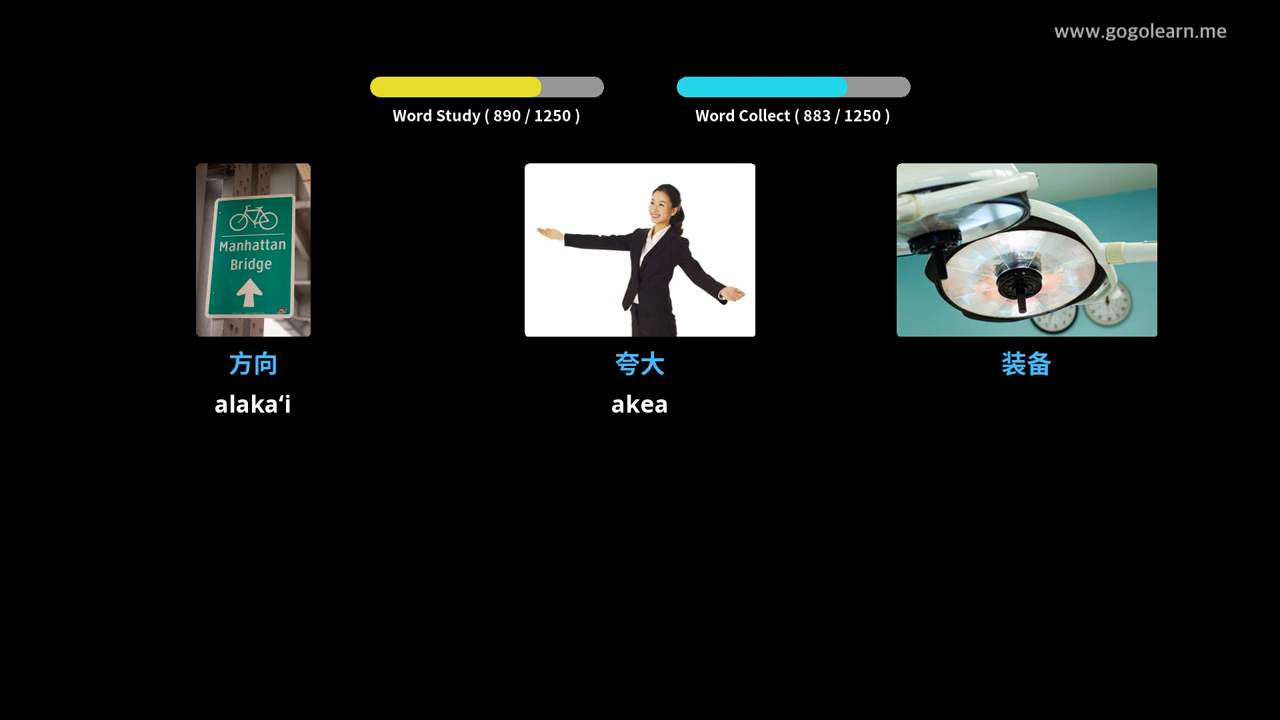 www.gogolearn.me
Word Study ( 890 / 1250 )
Word Collect ( 883 / 1250 )
Manhattan
Bridge
方向
夸大
装备
alakaʻi
akea